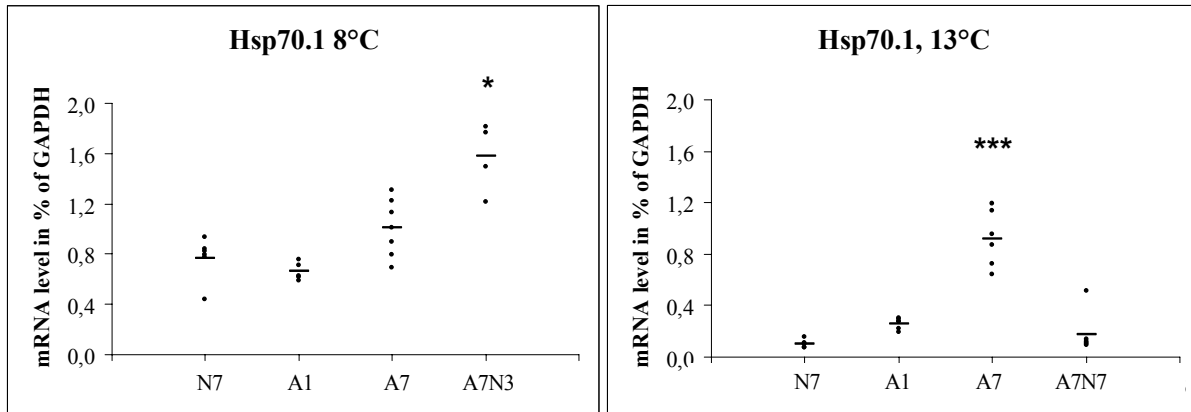 Hsp70.1 8°C
*
mRNA level in % of GAPDH
2,0
1,6
1,2
0,8
0,4
0,0
N7 A1 A7 A7N3
Hsp70.1, 13°C
***
mRNA level in % of GAPDH
2,0
1,6
1,2
0,8
0,4
0,0
N7 A1 A7 A7N7